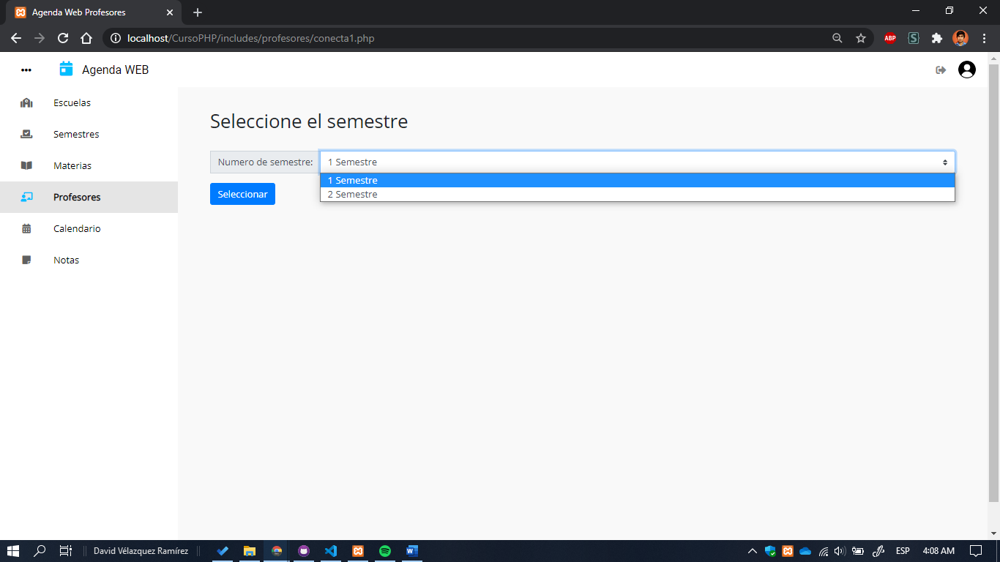 Agenda Web Profesores
localhost/CursoPHP/includes/profesores/conecta1.php
ABP
S
Agenda WEB
Escuelas
Semestres
Materias
Profesores
Calendario
Notas
Seleccione el semestre
Numero de semestre:
1 Semestre
1 Semestre
2 Semestre
Seleccionar
David Vélazquez Ramírez
W
ESP
4:08 AM